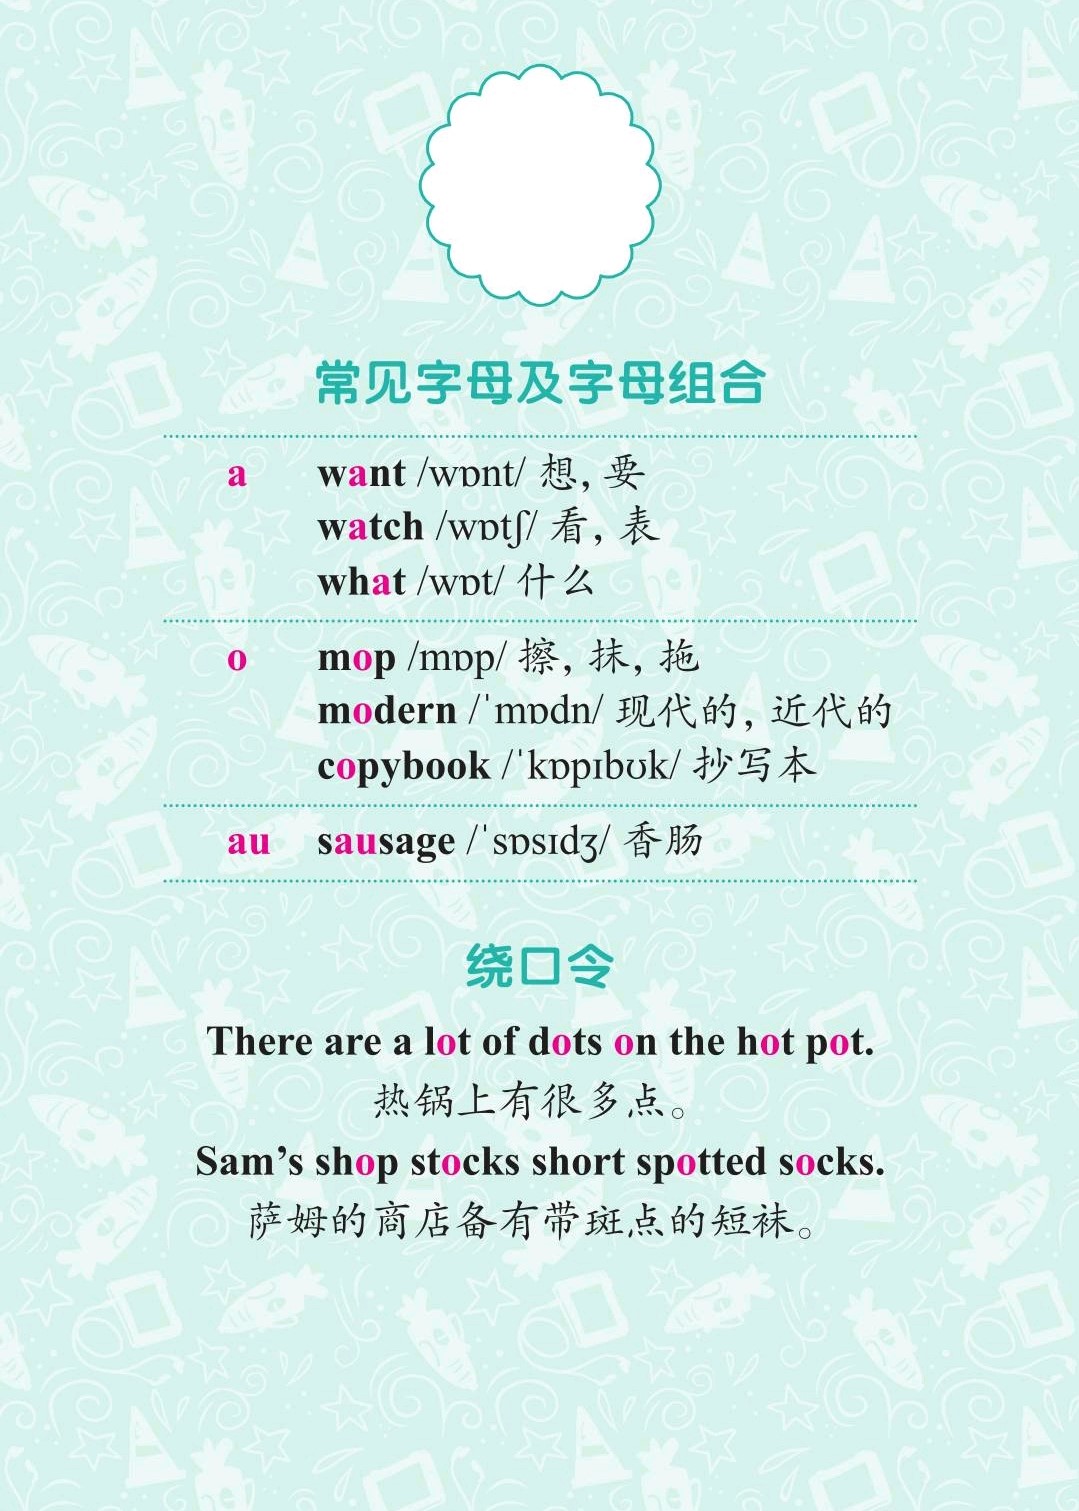 常见字母及字母组合
a want /wɒnt/ 想, 要
watch /wɒtʃ/ 看, 表
what /wɒt/ 什么
o mop /mɒp/ 擦, 抹, 拖
modern /ˈmɒdn/ 现代的, 近代的
copybook /ˈkɒpɪbʊk/ 抄写本
au sausage /ˈsɒsɪdʒ/ 香肠
绕口令
There are a lot of dots on the hot pot.
热锅上有很多点。
Sam’s shop stocks short spotted socks.
萨姆的商店备有带斑点的短袜。